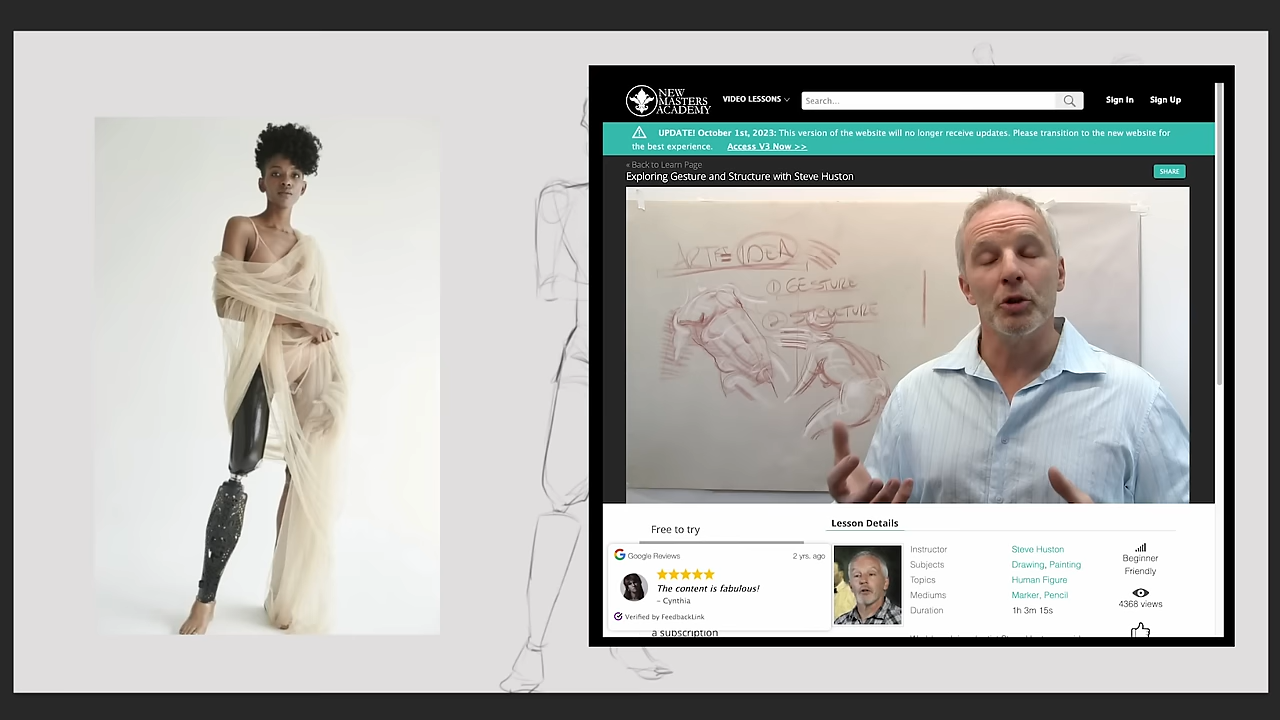 NEW
MASTERS
ACADEMY
VIDEO LESSONS
Search...
Sign In
Sign Up
UPDATE! October 1st, 2023: This version of the website will no longer receive updates. Please transition to the new website for
the best experience. Access V3 Now >>
« Back to Learn Page
Exploring Gesture and Structure with Steve Huston
SHARE
ART = IDEA
① GESTURE
② STRUCTURE
Free to try
Google Reviews
2 yrs. ago
The content is fabulous!
- Cynthia
Verified by FeedbackLink
a subscription
Lesson Details
Instructor Steve Huston
Subjects Drawing, Painting
Topics Human Figure
Mediums Marker, Pencil
Duration 1h 3m 15s
Beginner
Friendly
4368 views